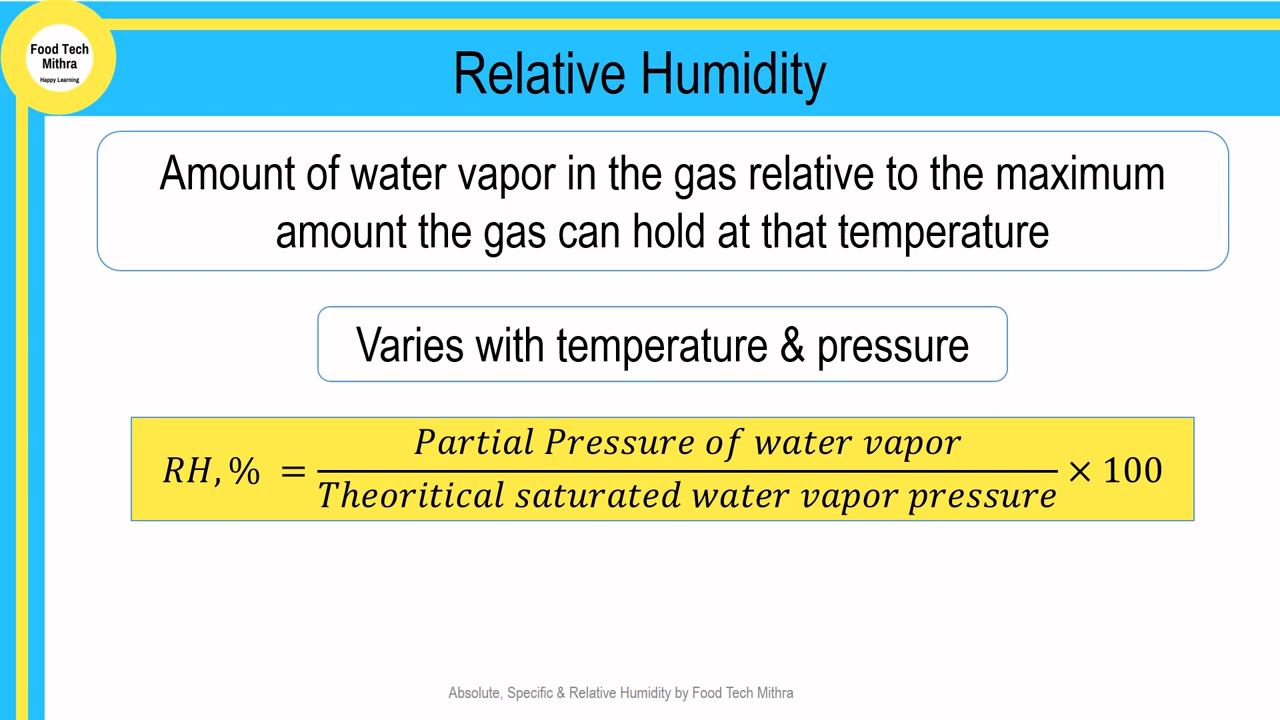 Food Tech
Mithra
Happy Learning
Relative Humidity
Amount of water vapor in the gas relative to the maximum
amount the gas can hold at that temperature
Varies with temperature & pressure
RH, % = Partial Pressure of water vapor / Theoritical saturated water vapor pressure × 100
Absolute, Specific & Relative Humidity by Food Tech Mithra